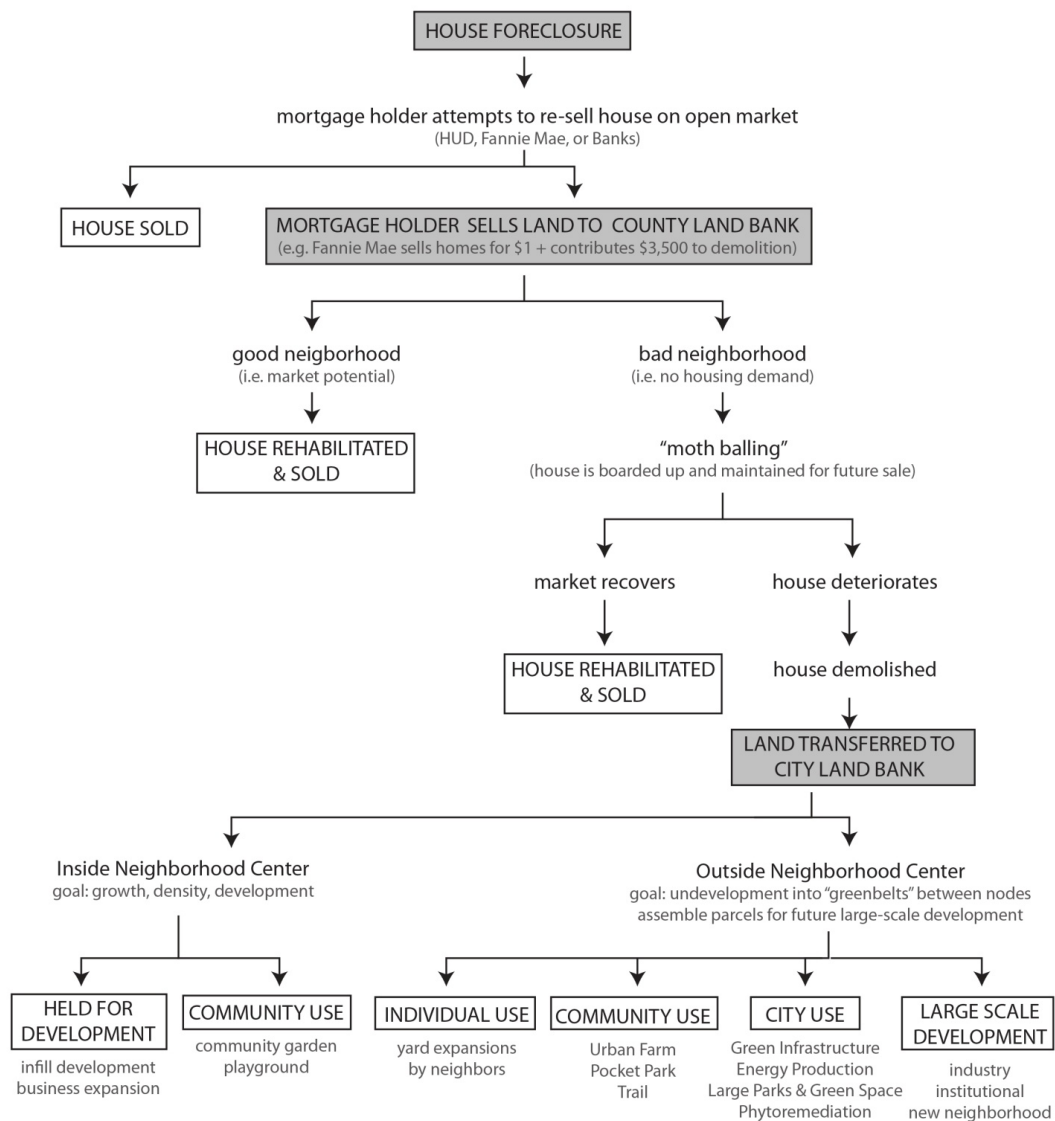 HOUSE FORECLOSURE
mortgage holder attempts to re-sell house on open market
(HUD, Fannie Mae, or Banks)
HOUSE SOLD
MORTGAGE HOLDER SELLS LAND TO COUNTY LAND BANK
(e.g. Fannie Mae sells homes for $1 + contributes $3,500 to demolition)
good neigborhood
(i.e. market potential)
bad neighborhood
(i.e. no housing demand)
HOUSE REHABILITATED
& SOLD
“moth balling”
(house is boarded up and maintained for future sale)
market recovers
house deteriorates
HOUSE REHABILITATED
& SOLD
house demolished
LAND TRANSFERRED TO
CITY LAND BANK
Inside Neighborhood Center
goal: growth, density, development
Outside Neighborhood Center
goal: undevelopment into “greenbelts” between nodes
assemble parcels for future large-scale development
HELD FOR
DEVELOPMENT
infill development
business expansion
COMMUNITY USE
community garden
playground
INDIVIDUAL USE
yard expansions
by neighbors
COMMUNITY USE
Urban Farm
Pocket Park
Trail
CITY USE
Green Infrastructure
Energy Production
Large Parks & Green Space
Phytoremediation
LARGE SCALE
DEVELOPMENT
industry
institutional
new neighborhood